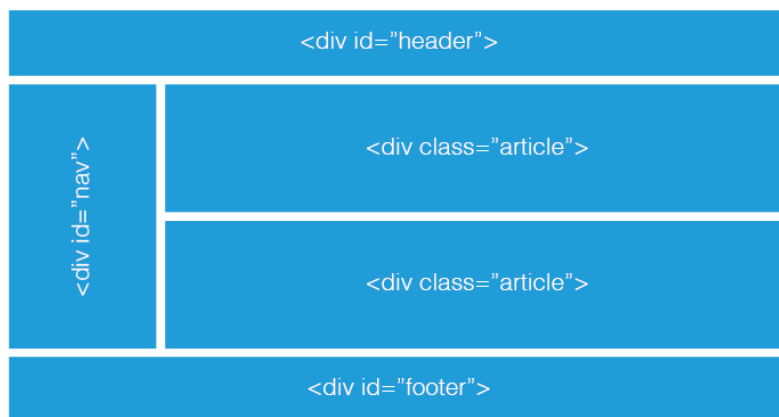 <div id=”header”>
<div id=”nav”>
<div class=”article”>
<div class=”article”>
<div id=”footer”>